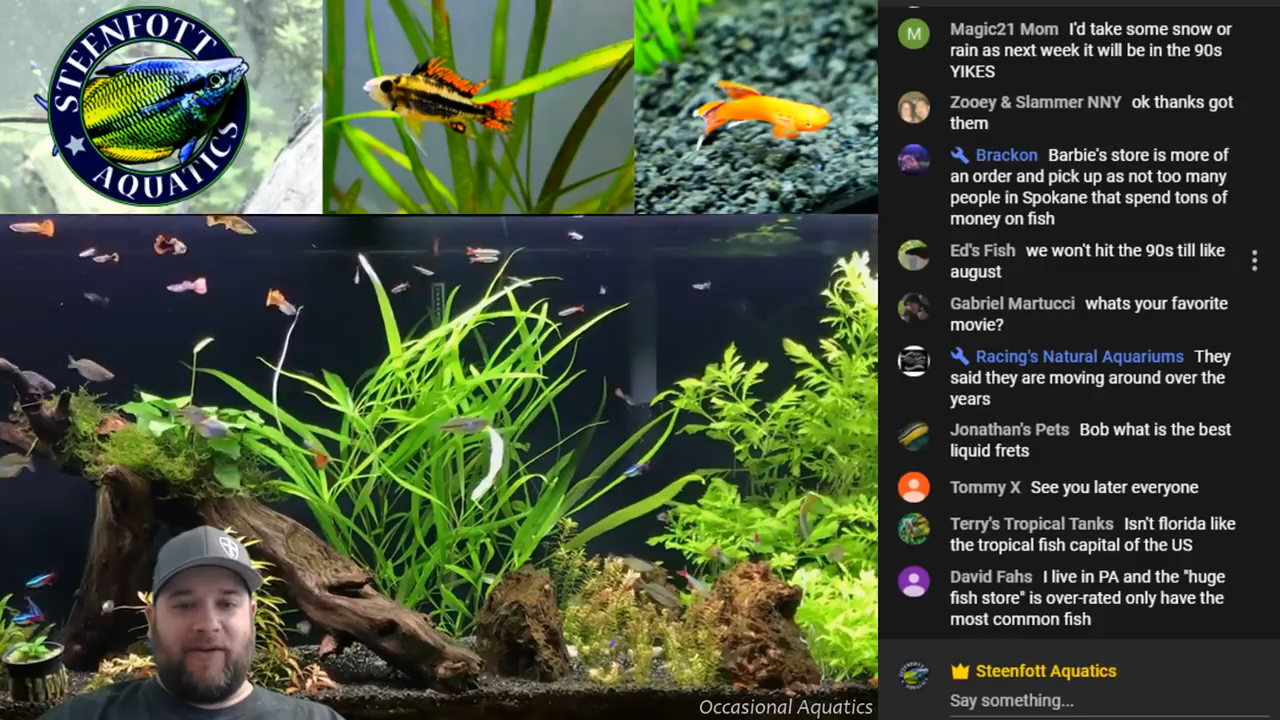 STEENFOTT
AQUATICS
Occasional Aquatics
M Magic21 Mom I'd take some snow or
rain as next week it will be in the 90s
YIKES
Zooey & Slammer NNY ok thanks got
them
Brackon Barbie's store is more of
an order and pick up as not too many
people in Spokane that spend tons of
money on fish
Ed's Fish we won't hit the 90s till like
august
Gabriel Martucci whats your favorite
movie?
Racing's Natural Aquariums They
said they are moving around over the
years
Jonathan's Pets Bob what is the best
liquid frets
Tommy X See you later everyone
Terry's Tropical Tanks Isn't florida like
the tropical fish capital of the US
David Fahs I live in PA and the "huge
fish store" is over-rated only have the
most common fish
Steenfott Aquatics
Say something...